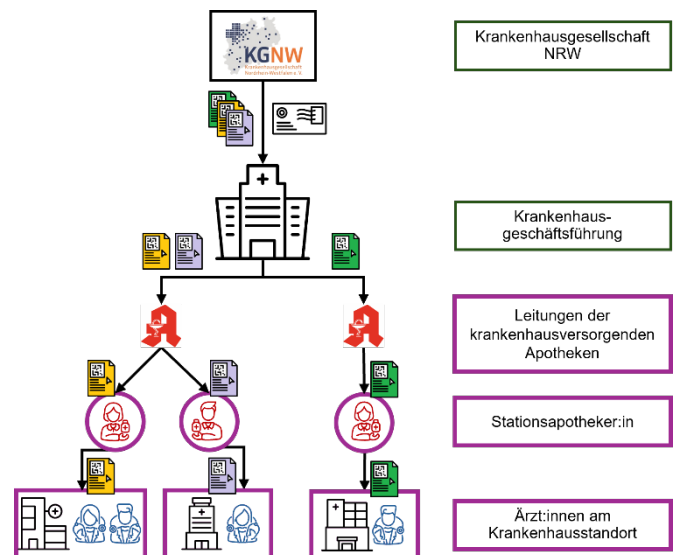 KGNW
Krankenhausgesellschaft
Nordrhein-Westfalen e. V.
Krankenhausgesellschaft
NRW
Krankenhaus-
geschäftsführung
Leitungen der
krankenhausversorgenden
Apotheken
Stationsapotheker:in
Ärzt:innen am
Krankenhausstandort